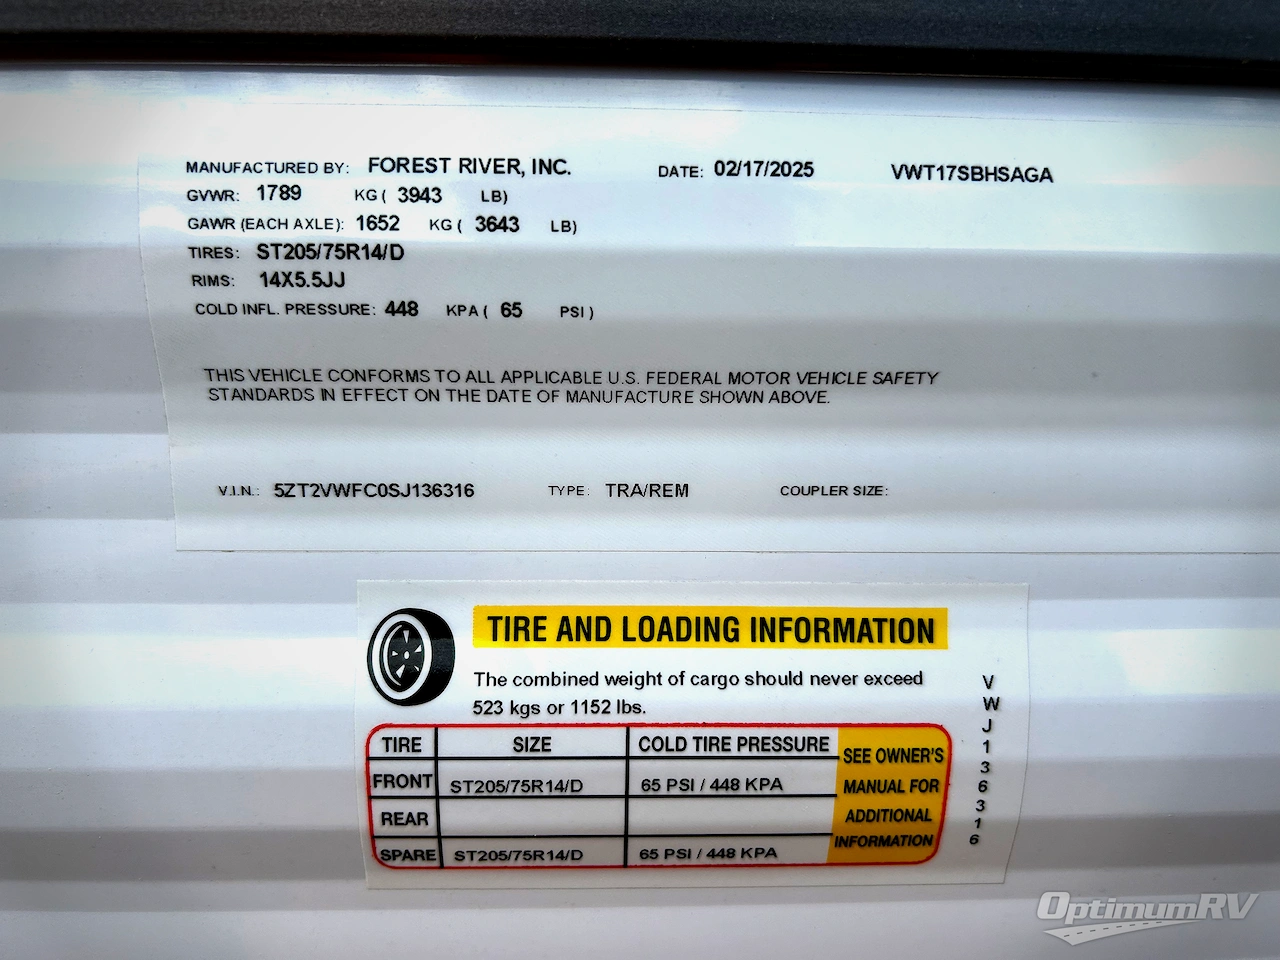 MANUFACTURED BY: FOREST RIVER, INC. DATE: 02/17/2025 VWT17SBHSAGA
GVWR: 1789 KG ( 3943 LB)
GAWR (EACH AXLE): 1652 KG ( 3643 LB)
TIRES: ST205/75R14/D
RIMS: 14X5.5JJ
COLD INFL. PRESSURE: 448 KPA ( 65 PSI )
THIS VEHICLE CONFORMS TO ALL APPLICABLE U.S. FEDERAL MOTOR VEHICLE SAFETY
STANDARDS IN EFFECT ON THE DATE OF MANUFACTURE SHOWN ABOVE.
V.I.N.: 5ZT2VWFC0SJ136316 TYPE: TRA/REM COUPLER SIZE:
TIRE AND LOADING INFORMATION
The combined weight of cargo should never exceed
523 kgs or 1152 lbs.
TIRE SIZE COLD TIRE PRESSURE
FRONT ST205/75R14/D 65 PSI / 448 KPA
REAR
SPARE ST205/75R14/D 65 PSI / 448 KPA
SEE OWNER'S
MANUAL FOR
ADDITIONAL
INFORMATION
VWJ136316
OptimumRV